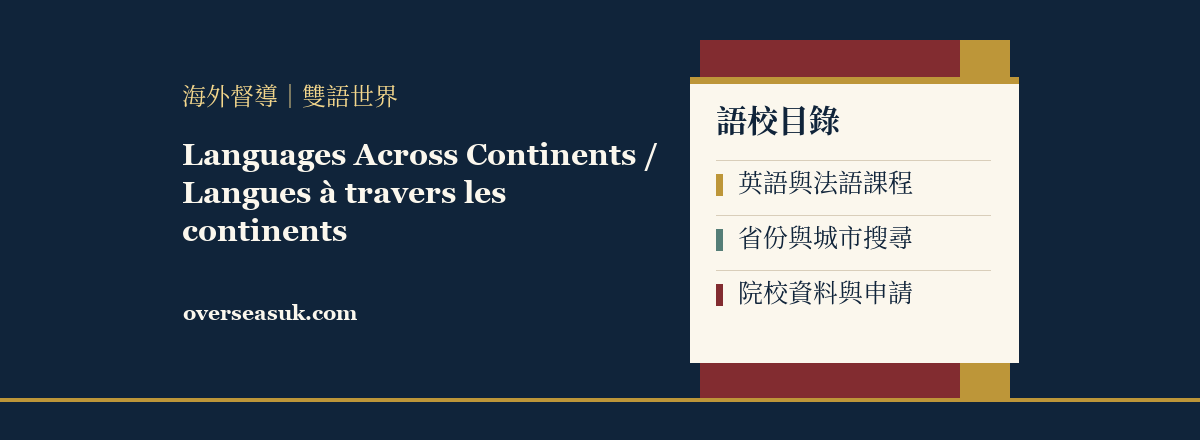 海外督導｜雙語世界
Languages Across Continents /
Langues à travers les
continents
overseasuk.com
語校目錄
英語與法語課程
省份與城市搜尋
院校資料與申請